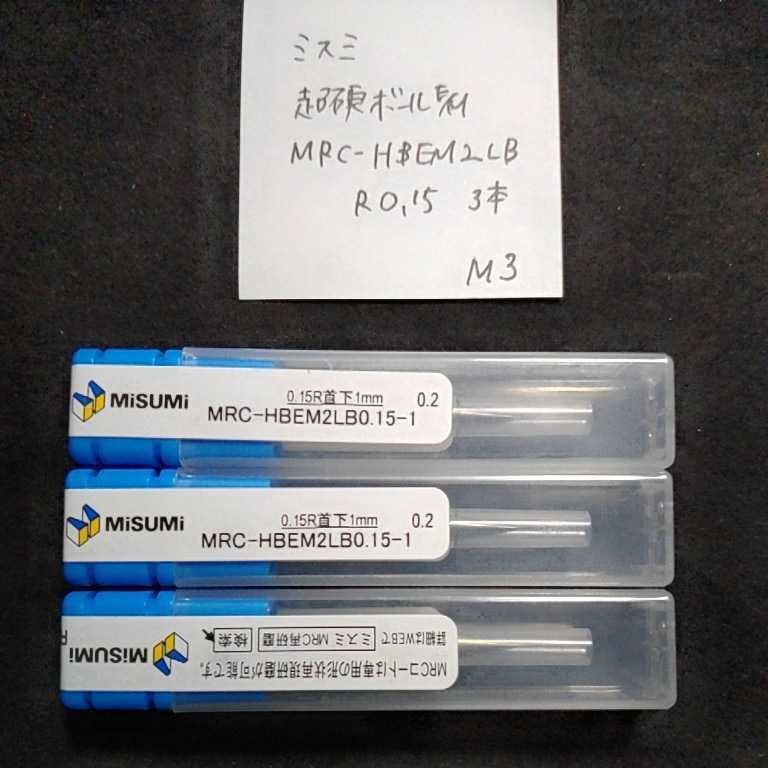 ミスミ
超硬ボール刄
MRC-HBEM2LB
R0,15 3本
M3
MiSUMi
0.15R首下1mm 0.2
MRC-HBEM2LB0.15-1
MiSUMi
0.15R首下1mm 0.2
MRC-HBEM2LB0.15-1
MRCコートは専用の形状再現研磨が可能です。
詳細はWEBで ミスミ MRC再研磨 検索
MiSUMi